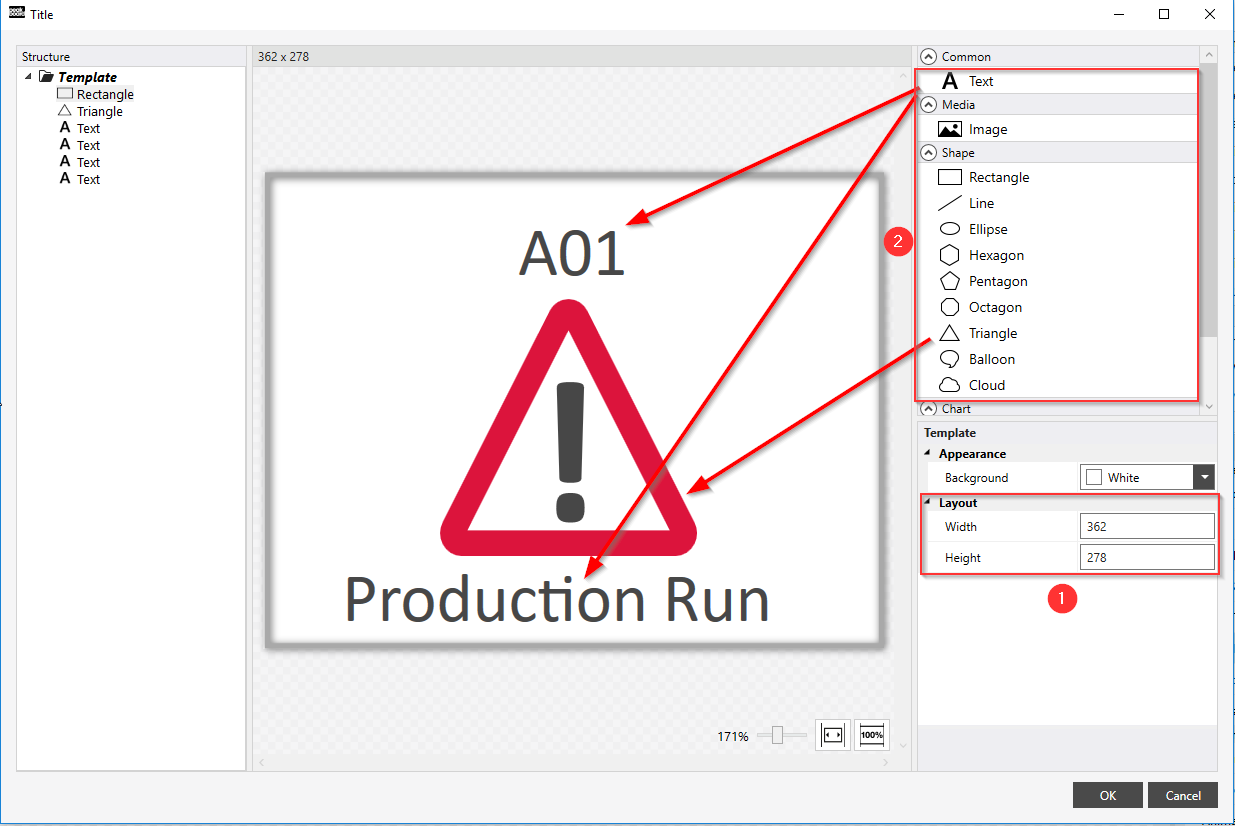 peak
board
Title
Structure
Template
Rectangle
Triangle
A Text
A Text
A Text
A Text
362 x 278
A01
!
Production Run
171%
100%
Common
A Text
Media
Image
Shape
Rectangle
Line
Ellipse
Hexagon
Pentagon
Octagon
Triangle
Balloon
Cloud
Chart
2
Template
Appearance
Background White
Layout
Width 362
Height 278
1
OK Cancel